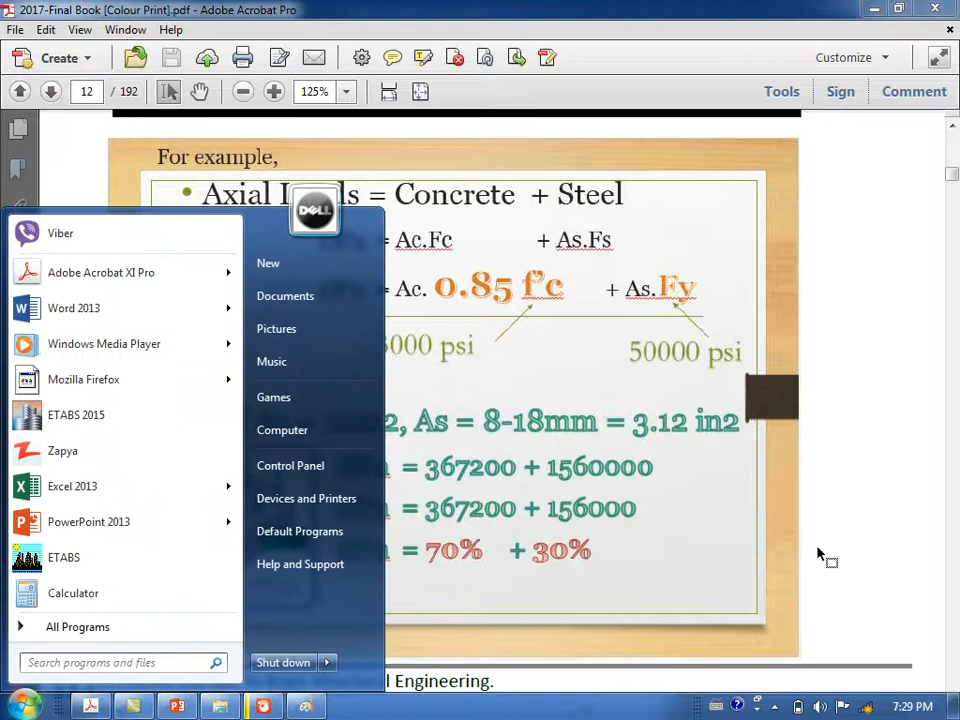 2017-Final Book [Colour Print].pdf - Adobe Acrobat Pro
File Edit View Window Help
Create Customize
12 / 192 125% Tools Sign Comment
For example,
• Axial = Concrete + Steel
= Ac.Fc + As.Fs
= Ac. 0.85 f'c + As.Fy
000 psi 50000 psi
2, As = 8-18mm = 3.12 in2
= 367200 + 1560000
= 367200 + 156000
= 70% + 30%
Engineering.
Viber
Adobe Acrobat XI Pro
Word 2013
Windows Media Player
Mozilla Firefox
ETABS 2015
Zapya
Excel 2013
PowerPoint 2013
ETABS
Calculator
All Programs
Search programs and files
DELL
New
Documents
Pictures
Music
Games
Computer
Control Panel
Devices and Printers
Default Programs
Help and Support
Shut down
7:29 PM